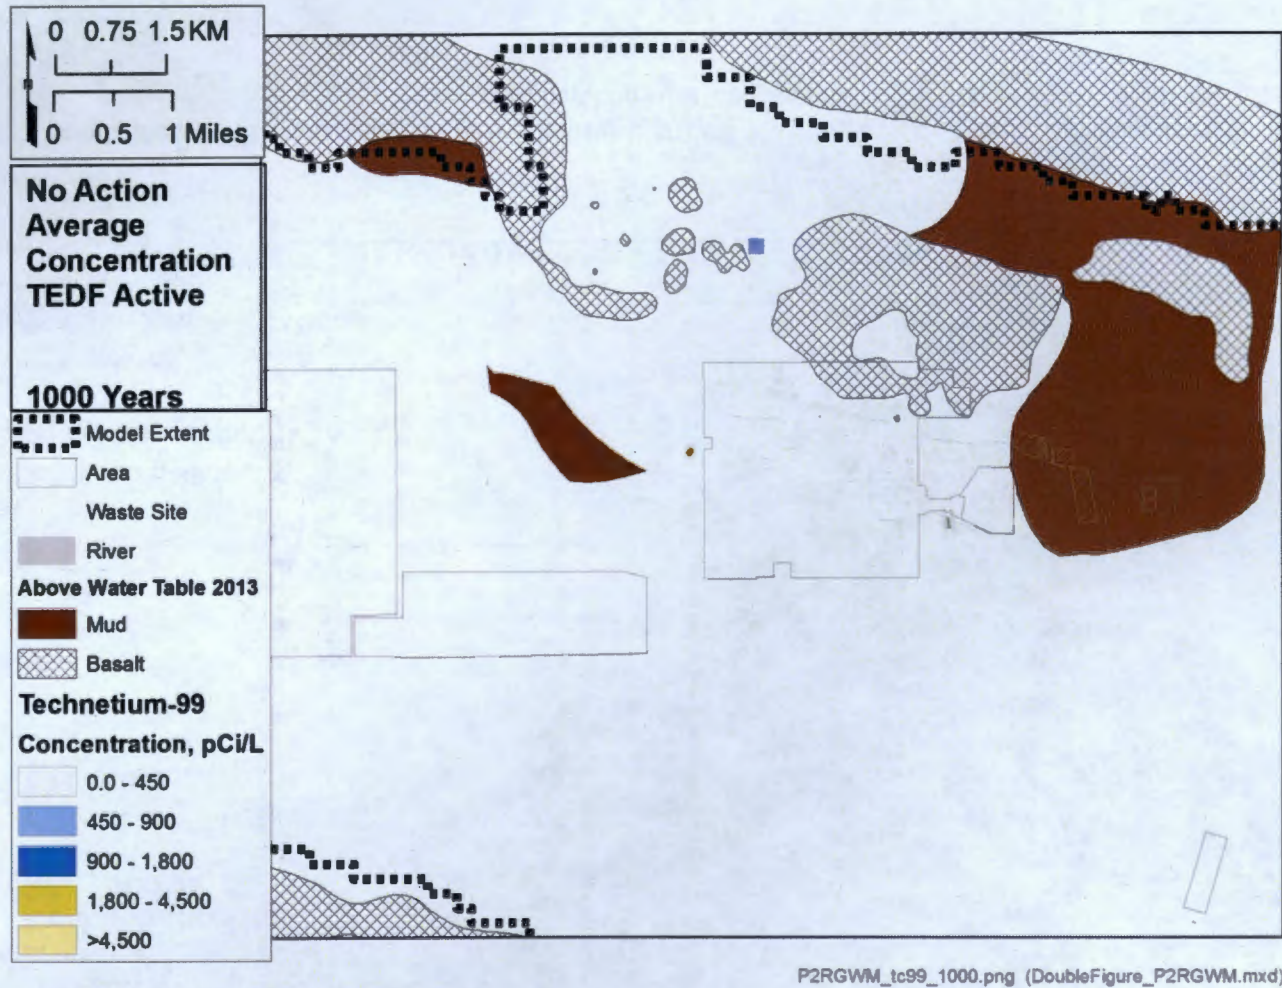 0 0.75 1.5 KM
0 0.5 1 Miles
No Action
Average
Concentration
TEDF Active
1000 Years
Model Extent
Area
Waste Site
River
Above Water Table 2013
Mud
Basalt
Technetium-99
Concentration, pCi/L
0.0 - 450
450 - 900
900 - 1,800
1,800 - 4,500
>4,500
P2RGWM_tc99_1000.png (DoubleFigure_P2RGWM.mxd)